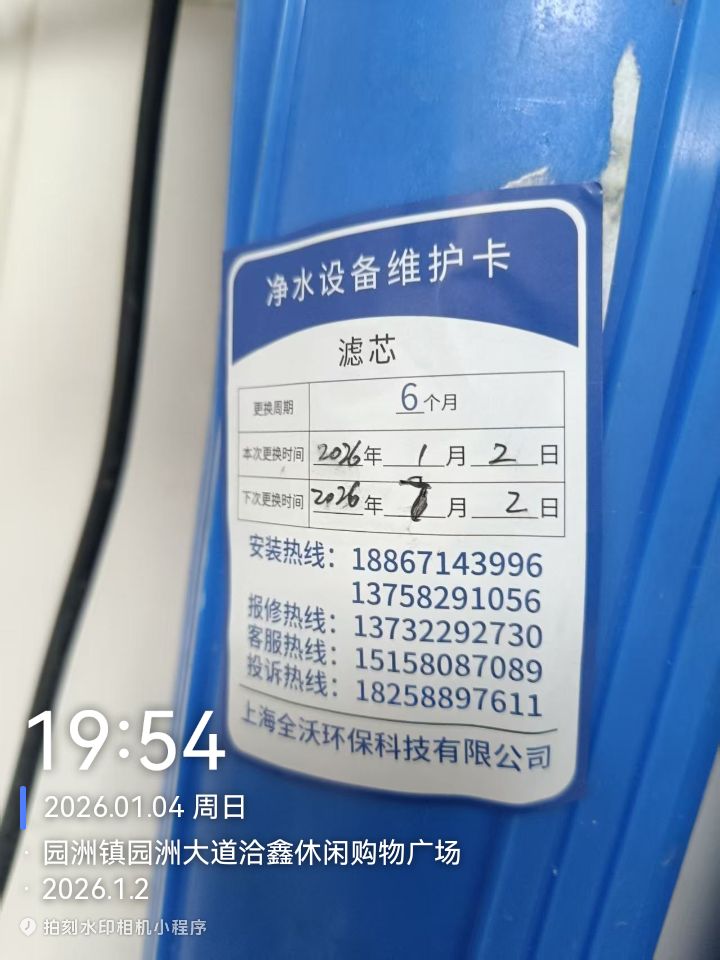 净水设备维护卡
滤芯
更换周期 6个月
本次更换时间 2026年1月2日
下次更换时间 2026年7月2日
安装热线：18867143996
13758291056
报修热线：13732292730
客服热线：15158087089
投诉热线：18258897611
上海全沃环保科技有限公司
19:54
2026.01.04 周日
· 园洲镇园洲大道洽鑫休闲购物广场
· 2026.1.2
拍刻水印相机小程序